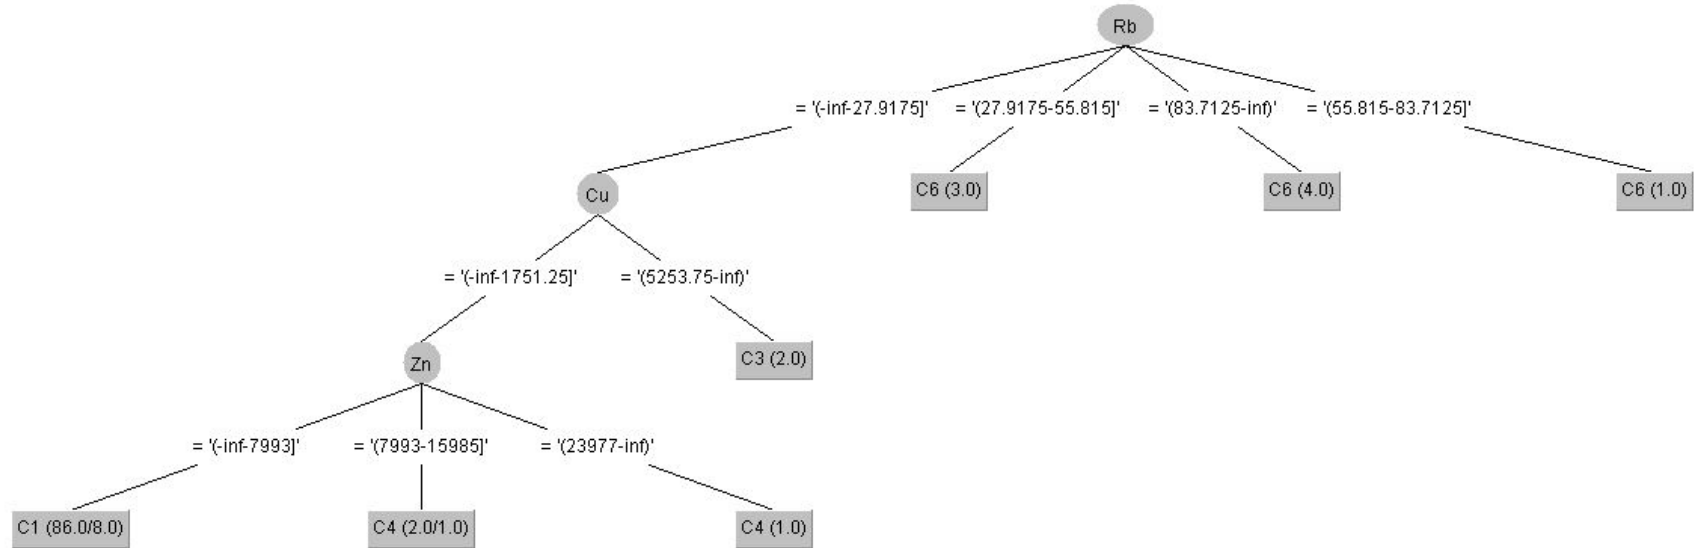 Rb
= '(-inf-27.9175]' = '(27.9175-55.815]' = '(83.7125-inf)' = '(55.815-83.7125]'
Cu C6 (3.0) C6 (4.0) C6 (1.0)
= '(-inf-1751.25]' = '(5253.75-inf)'
Zn C3 (2.0)
= '(-inf-7993]' = '(7993-15985]' = '(23977-inf)'
C1 (86.0/8.0) C4 (2.0/1.0) C4 (1.0)